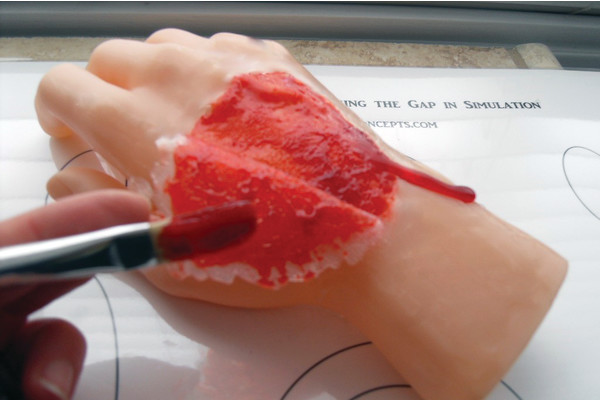 ING THE GAP IN SIMULATION
NCEPTS.COM